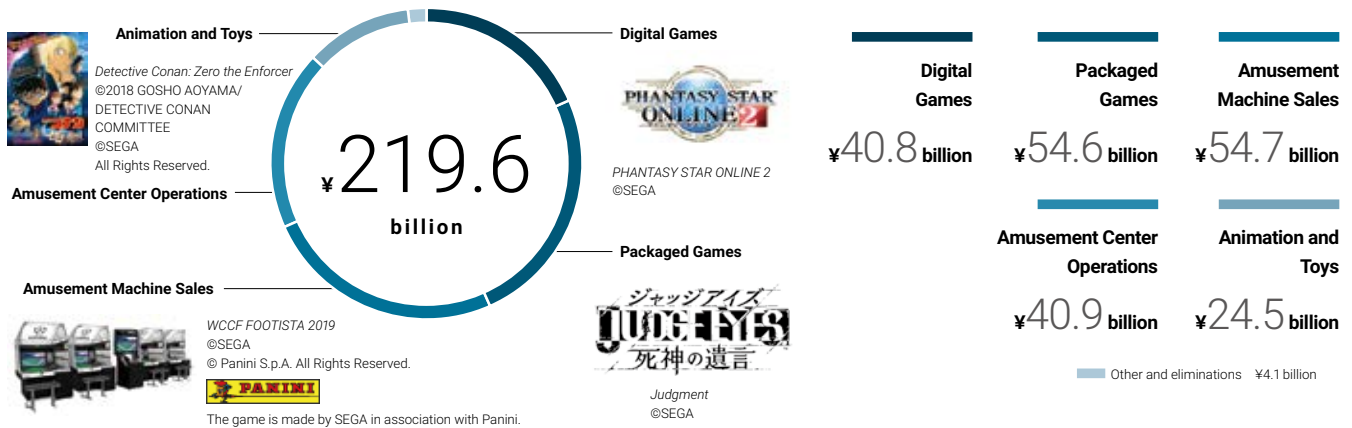 Animation and Toys
Detective Conan: Zero the Enforcer
©2018 GOSHO AOYAMA/
DETECTIVE CONAN
COMMITTEE
©SEGA
All Rights Reserved.
Amusement Center Operations
Amusement Machine Sales
WCCF FOOTISTA 2019
©SEGA
© Panini S.p.A. All Rights Reserved.
PANINI
The game is made by SEGA in association with Panini.
¥219.6
billion
Digital Games
PHANTASY STAR
ONLINE 2
PHANTASY STAR ONLINE 2
©SEGA
Packaged Games
ジャッジアイズ
JUDGE EYES
死神の遺言
Judgment
©SEGA
Digital
Games
¥40.8 billion
Packaged
Games
¥54.6 billion
Amusement
Machine Sales
¥54.7 billion
Amusement Center
Operations
¥40.9 billion
Animation and
Toys
¥24.5 billion
Other and eliminations ¥4.1 billion